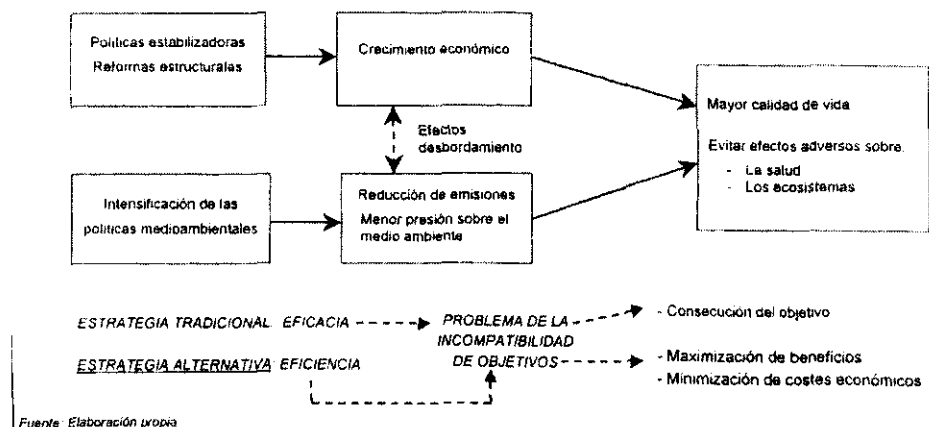 Políticas estabilizadoras
Reformas estructurales
Crecimiento económico
Efectos
desbordamiento
Mayor calidad de vida
Evitar efectos adversos sobre:
- La salud
- Los ecosistemas
Intensificación de las
políticas medioambientales
Reducción de emisiones
Menor presión sobre el
medio ambiente
ESTRATEGIA TRADICIONAL: EFICACIA
PROBLEMA DE LA
INCOMPATIBILIDAD
DE OBJETIVOS
- Consecución del objetivo
ESTRATEGIA ALTERNATIVA: EFICIENCIA
- Maximización de beneficios
- Minimización de costes económicos
Fuente: Elaboración propia